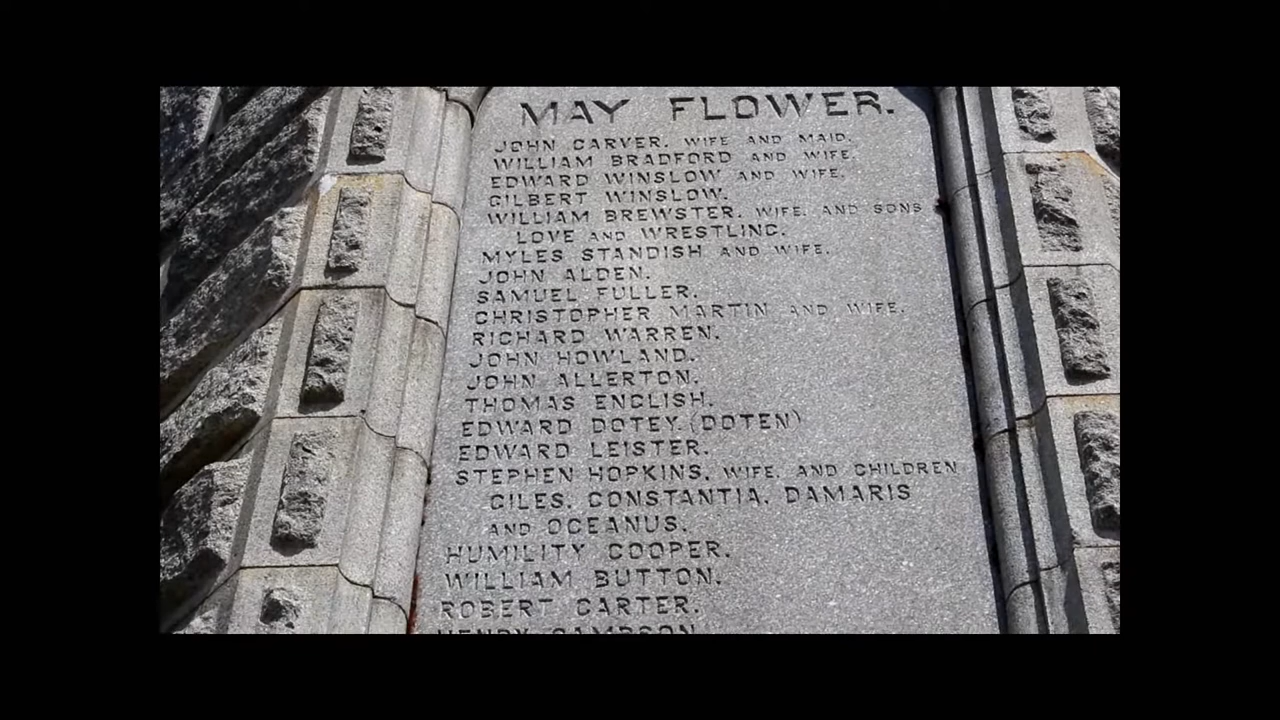 MAY FLOWER.
JOHN CARVER. WIFE AND MAID.
WILLIAM BRADFORD AND WIFE.
EDWARD WINSLOW AND WIFE.
GILBERT WINSLOW.
WILLIAM BREWSTER. WIFE. AND SONS
LOVE AND WRESTLING.
MYLES STANDISH AND WIFE.
JOHN ALDEN.
SAMUEL FULLER.
CHRISTOPHER MARTIN AND WIFE.
RICHARD WARREN.
JOHN HOWLAND.
JOHN ALLERTON.
THOMAS ENGLISH.
EDWARD DOTEY.(DOTEN)
EDWARD LEISTER.
STEPHEN HOPKINS. WIFE. AND CHILDREN
GILES. CONSTANTIA. DAMARIS
AND OCEANUS.
HUMILITY COOPER.
WILLIAM BUTTON.
ROBERT CARTER.
HENRY SAMPSON